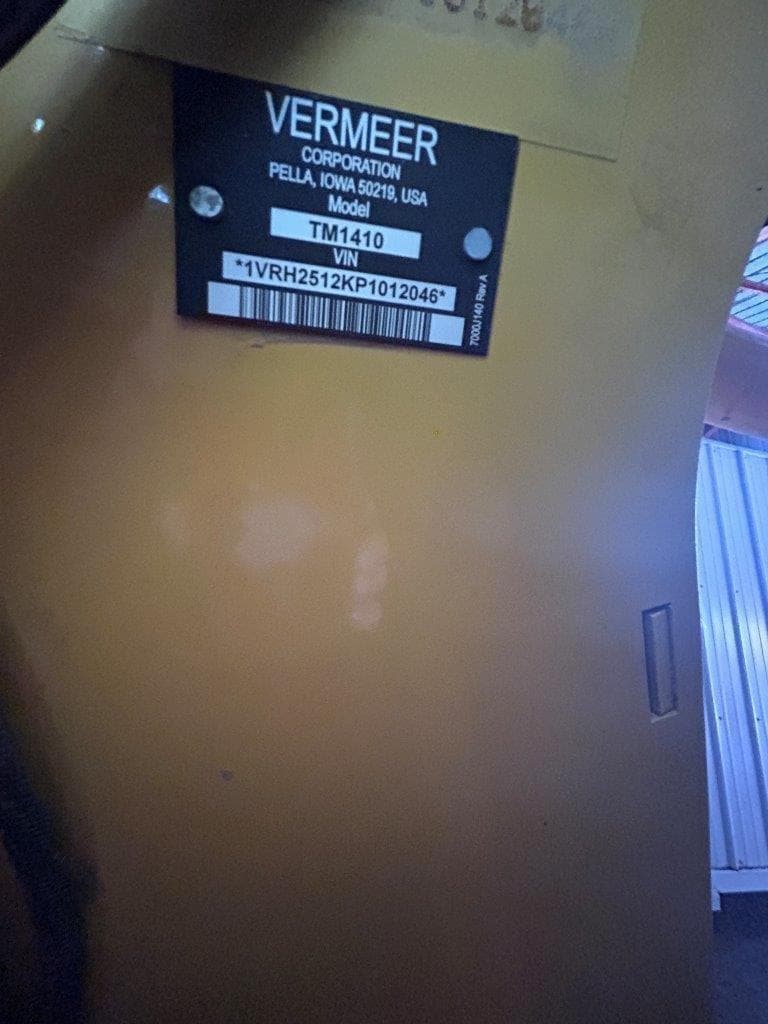 VERMEER
CORPORATION
PELLA, IOWA 50219, USA
Model
TM1410
VIN
*1VRH2512KP1012046*
7000J140 Rev A